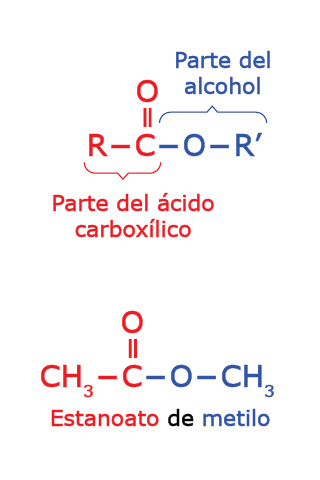 Parte del
alcohol
O
R–C–O–R’
Parte del ácido
carboxílico
O
CH3–C–O–CH3
Estanoato de metilo